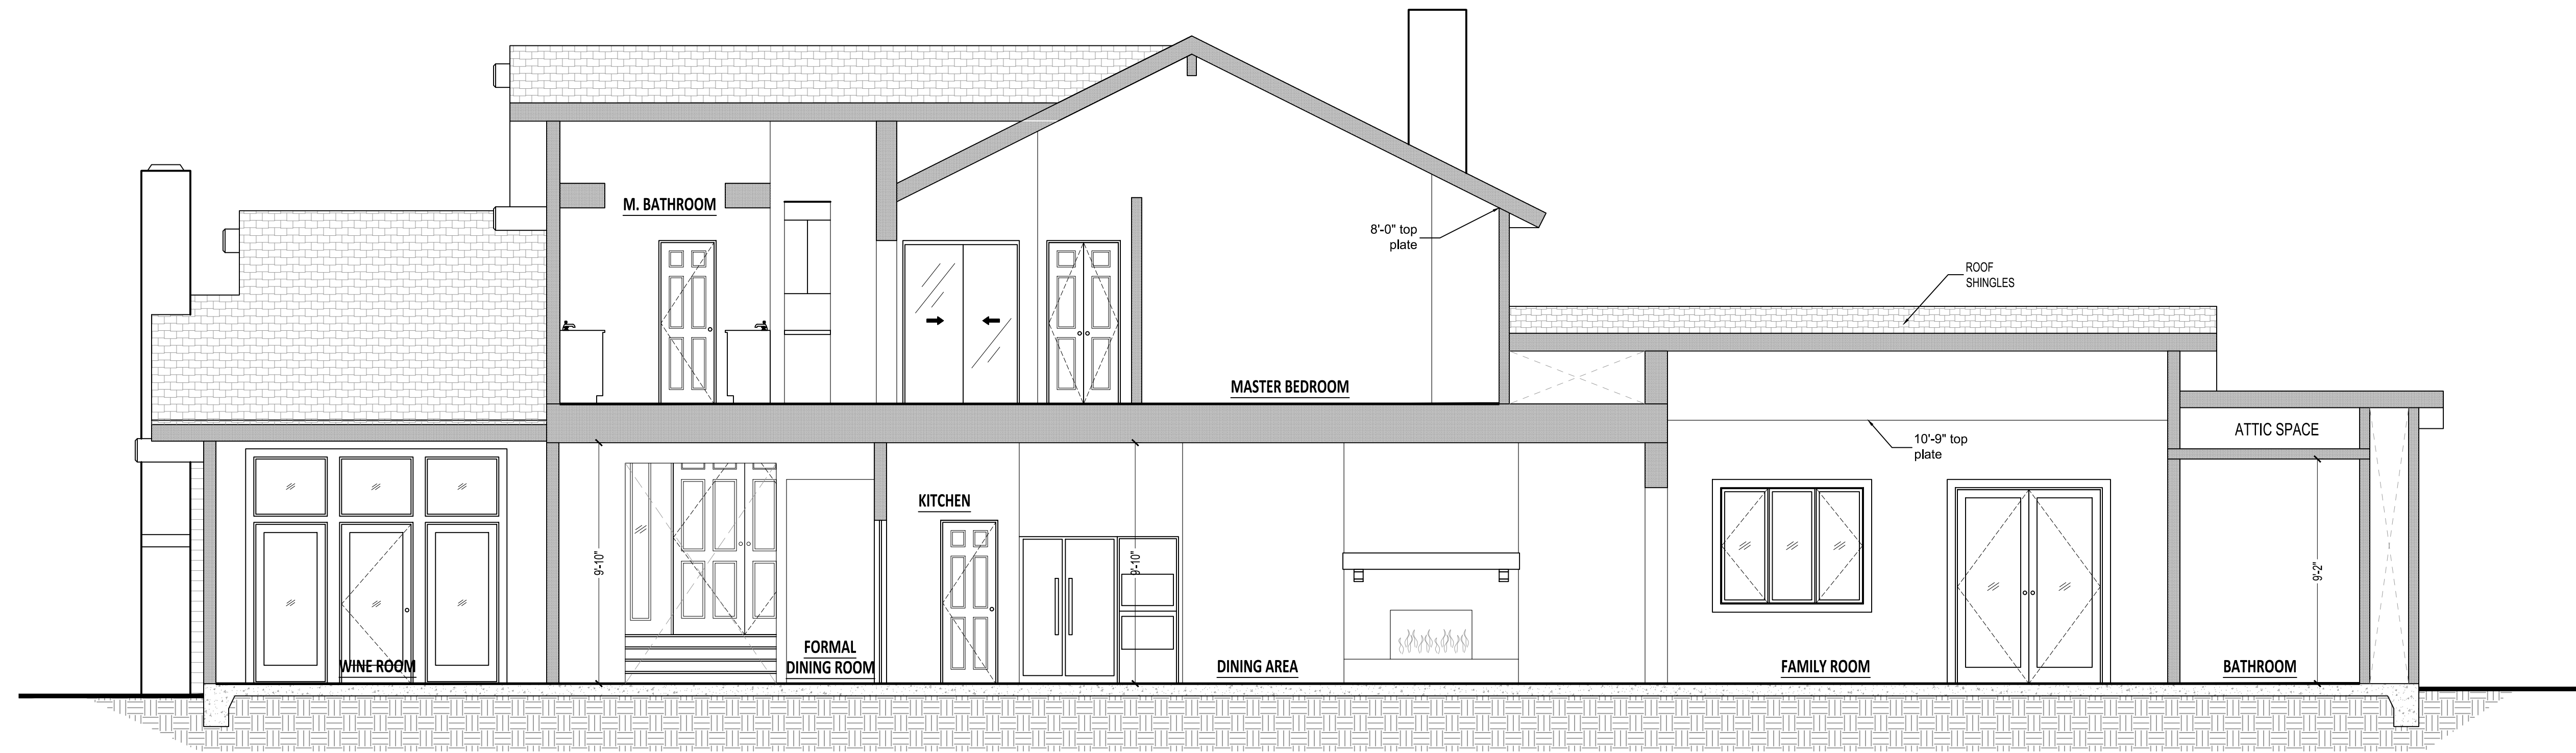 M. BATHROOM
8'-0" top
plate
MASTER BEDROOM
ROOF
SHINGLES
10'-9" top
plate
ATTIC SPACE
9'-10"
KITCHEN
9'-10"
9'-2"
WINE ROOM
FORMAL
DINING ROOM
DINING AREA
FAMILY ROOM
BATHROOM